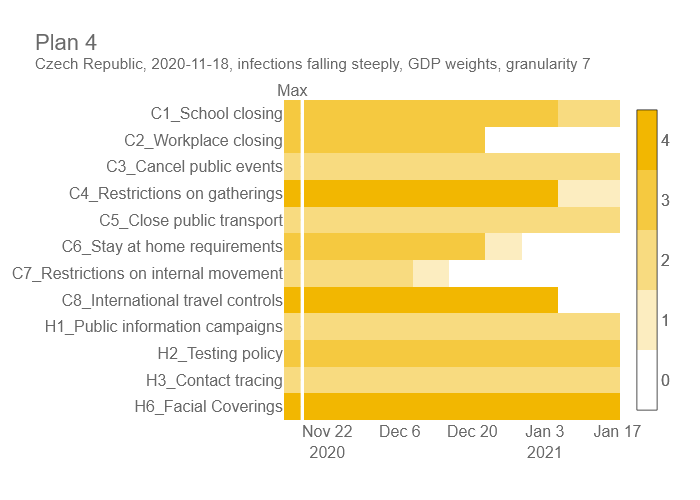 Plan 4
Czech Republic, 2020-11-18, infections falling steeply, GDP weights, granularity 7
Max
C1_School closing
C2_Workplace closing
C3_Cancel public events
C4_Restrictions on gatherings
C5_Close public transport
C6_Stay at home requirements
C7_Restrictions on internal movement
C8_International travel controls
H1_Public information campaigns
H2_Testing policy
H3_Contact tracing
H6_Facial Coverings
4
3
2
1
0
Nov 22 Dec 6 Dec 20 Jan 3 Jan 17
2020 2021